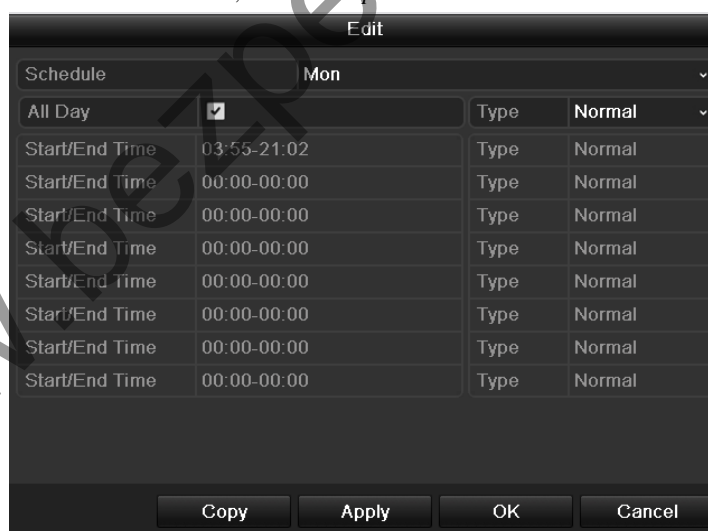 Edit
Schedule Mon
All Day Type Normal
Start/End Time 03:55-21:02 Type Normal
Start/End Time 00:00-00:00 Type Normal
Start/End Time 00:00-00:00 Type Normal
Start/End Time 00:00-00:00 Type Normal
Start/End Time 00:00-00:00 Type Normal
Start/End Time 00:00-00:00 Type Normal
Start/End Time 00:00-00:00 Type Normal
Start/End Time 00:00-00:00 Type Normal
Copy Apply OK Cancel